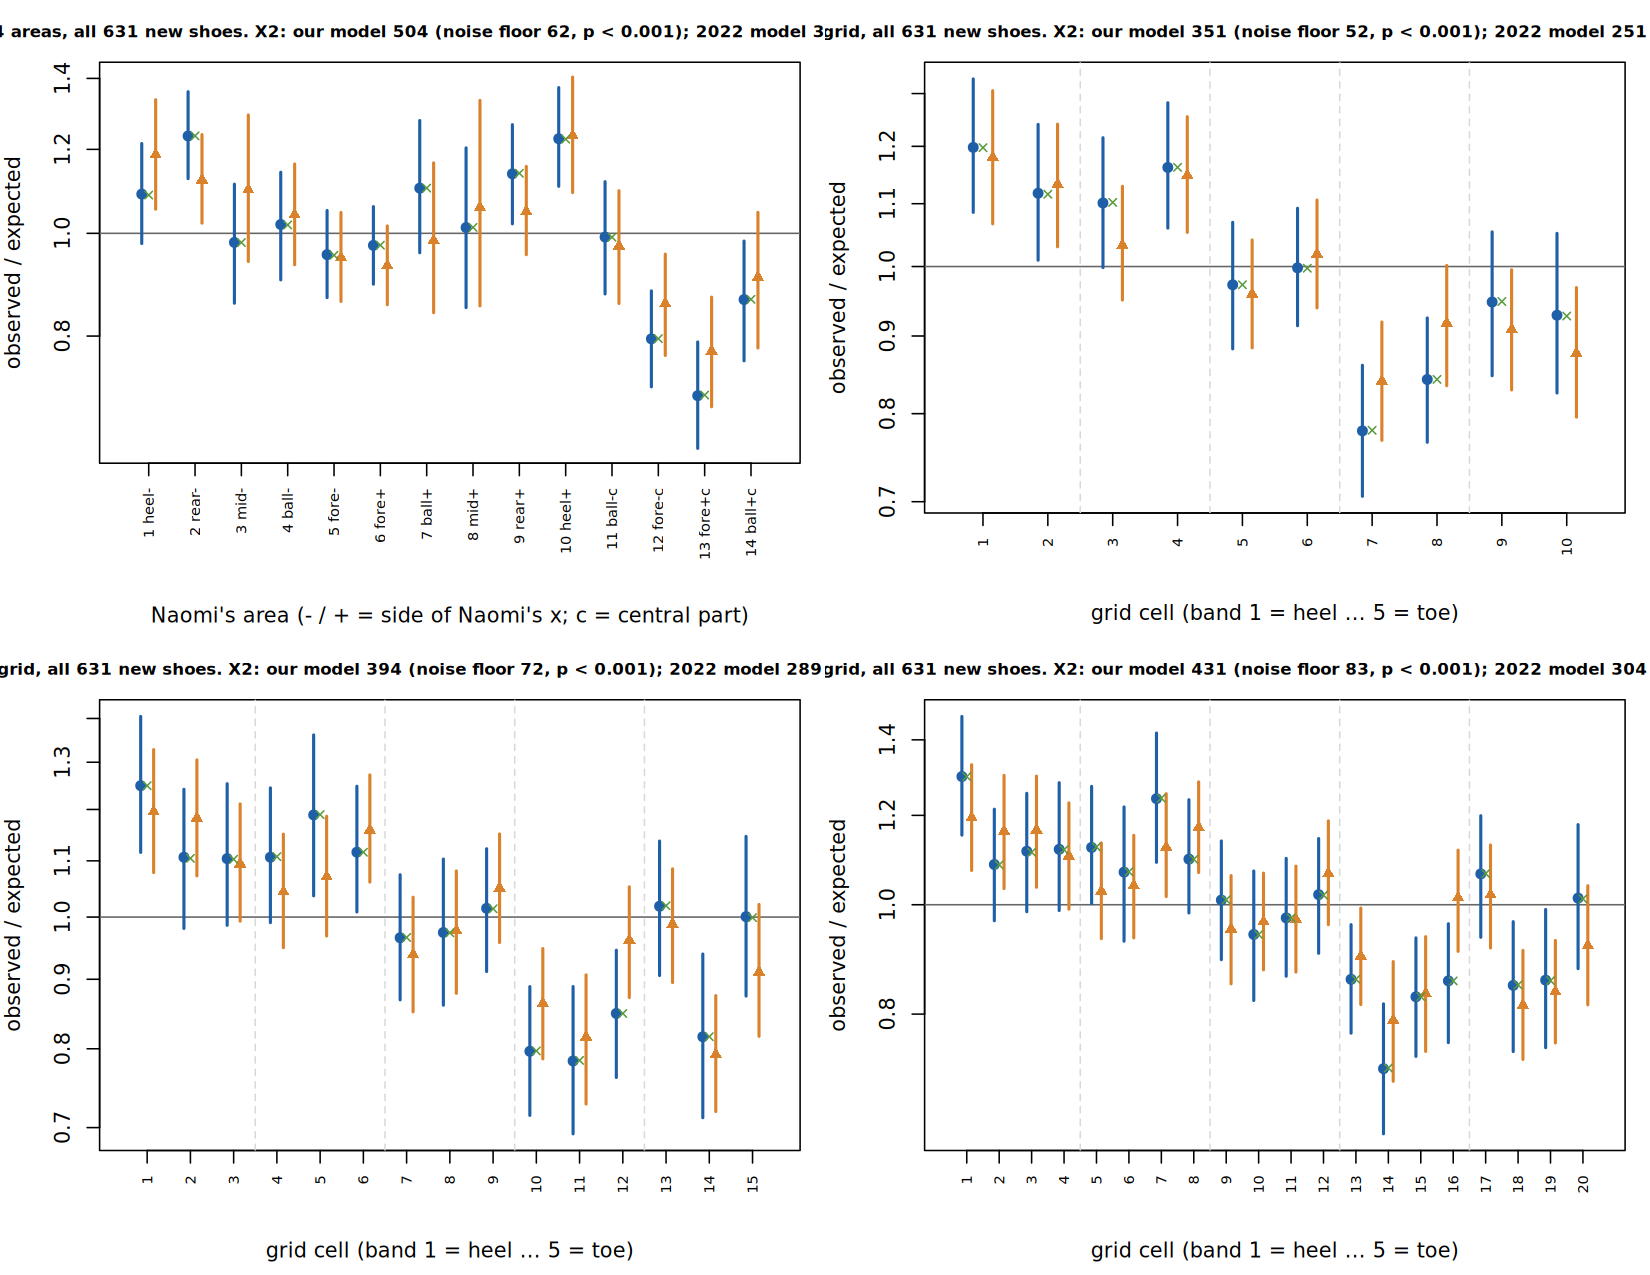 4 areas, all 631 new shoes. X2: our model 504 (noise floor 62, p < 0.001); 2022 model 3
observed / expected
0.8 1.0 1.2 1.4
1 heel-
2 rear-
3 mid-
4 ball-
5 fore-
6 fore+
7 ball+
8 mid+
9 rear+
10 heel+
11 ball-c
12 fore-c
13 fore+c
14 ball+c
Naomi's area (- / + = side of Naomi's x; c = central part)
grid, all 631 new shoes. X2: our model 351 (noise floor 52, p < 0.001); 2022 model 251
observed / expected
0.7 0.8 0.9 1.0 1.1 1.2
1 2 3 4 5 6 7 8 9 10
grid cell (band 1 = heel ... 5 = toe)
grid, all 631 new shoes. X2: our model 394 (noise floor 72, p < 0.001); 2022 model 289
observed / expected
0.7 0.8 0.9 1.0 1.1 1.3
1 2 3 4 5 6 7 8 9 10 11 12 13 14 15
grid cell (band 1 = heel ... 5 = toe)
grid, all 631 new shoes. X2: our model 431 (noise floor 83, p < 0.001); 2022 model 304
observed / expected
0.8 1.0 1.2 1.4
1 2 3 4 5 6 7 8 9 10 11 12 13 14 15 16 17 18 19 20
grid cell (band 1 = heel ... 5 = toe)